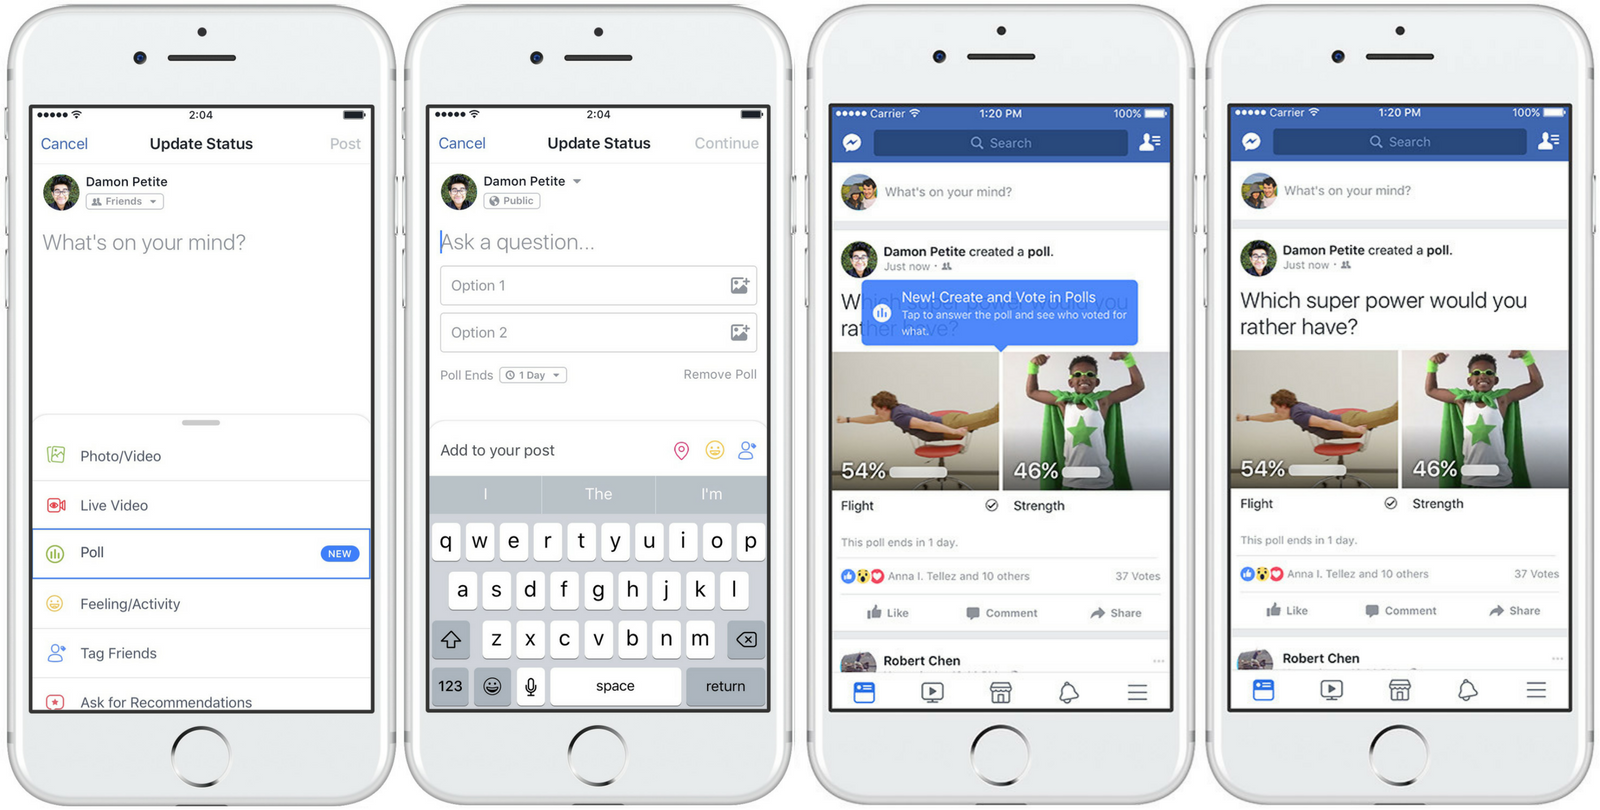 2:04
Cancel Update Status Post
Damon Petite
Friends
What's on your mind?
Photo/Video
Live Video
Poll NEW
Feeling/Activity
Tag Friends
Ask for Recommendations
2:04
Cancel Update Status Continue
Damon Petite
Public
Ask a question...
Option 1
Option 2
Poll Ends 1 Day Remove Poll
Add to your post
I The I'm
q w e r t y u i o p
a s d f g h j k l
z x c v b n m
123 space return
Carrier 1:20 PM 100%
Search
What's on your mind?
Damon Petite created a poll.
Just now
Which super power would you
rather have?
New! Create and Vote in Polls
Tap to answer the poll and see who voted for
what.
54% 46%
Flight Strength
This poll ends in 1 day.
Anna I. Tellez and 10 others 37 Votes
Like Comment Share
Robert Chen
Carrier 1:20 PM 100%
Search
What's on your mind?
Damon Petite created a poll.
Just now
Which super power would you
rather have?
54% 46%
Flight Strength
This poll ends in 1 day.
Anna I. Tellez and 10 others 37 Votes
Like Comment Share
Robert Chen